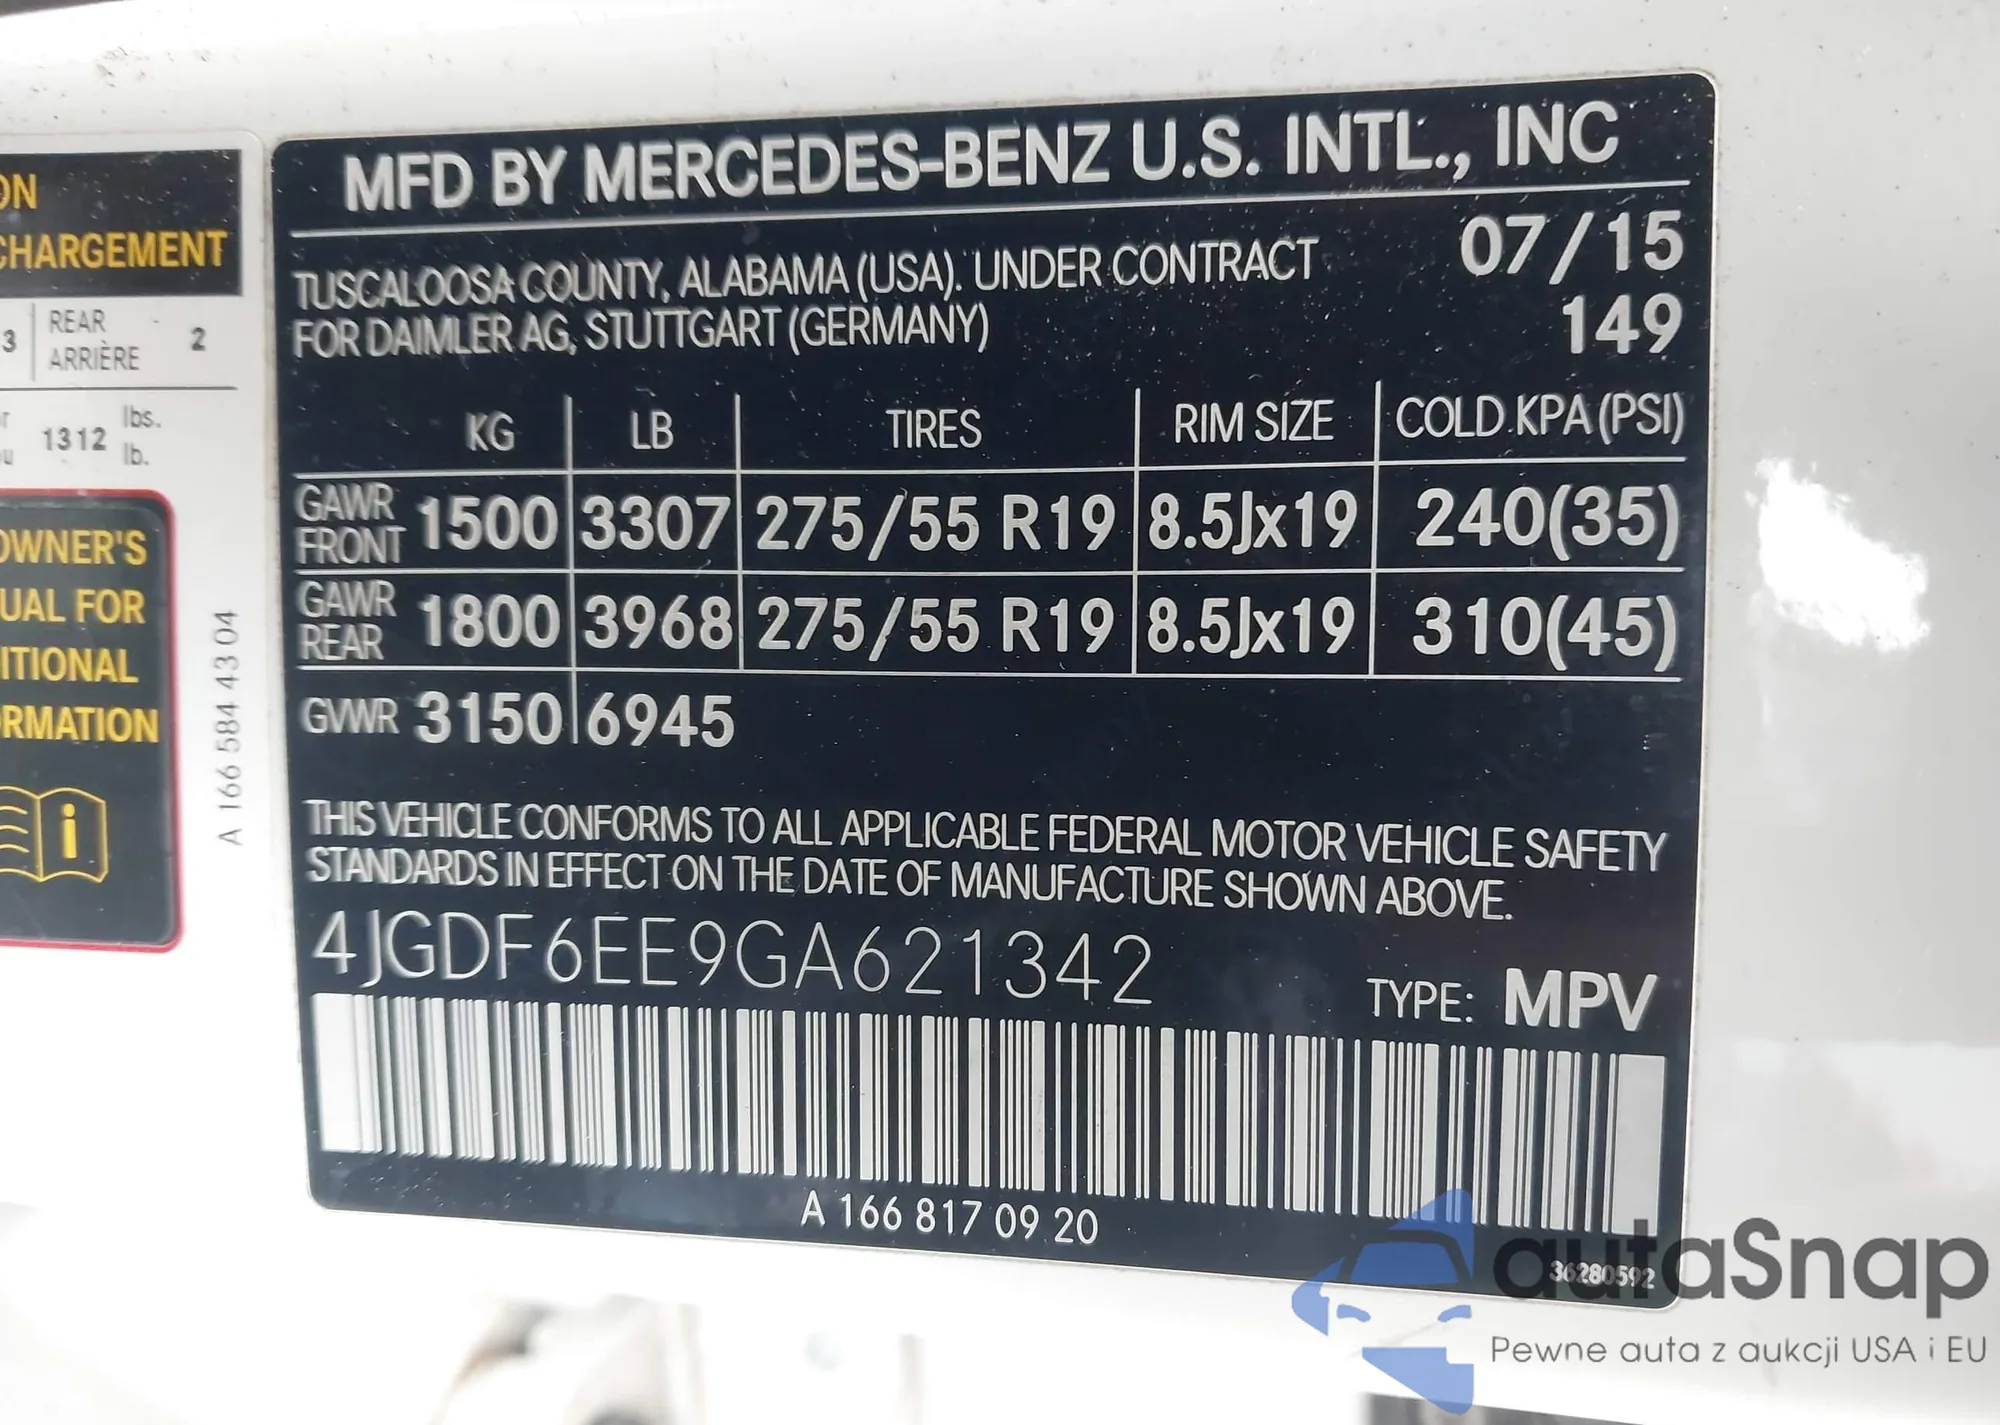 ON
CHARGEMENT
3 REAR ARRIÈRE 2
1312 lbs.
lb.
OWNER'S
UAL FOR
ITIONAL
ORMATION
i
A 166 584 43 04
MFD BY MERCEDES-BENZ U.S. INTL., INC
TUSCALOOSA COUNTY, ALABAMA (USA). UNDER CONTRACT 07/15
FOR DAIMLER AG, STUTTGART (GERMANY) 149
KG LB TIRES RIM SIZE COLD KPA (PSI)
GAWR FRONT 1500 3307 275/55 R19 8.5Jx19 240(35)
GAWR REAR 1800 3968 275/55 R19 8.5Jx19 310(45)
GVWR 3150 6945
THIS VEHICLE CONFORMS TO ALL APPLICABLE FEDERAL MOTOR VEHICLE SAFETY
STANDARDS IN EFFECT ON THE DATE OF MANUFACTURE SHOWN ABOVE.
4JGDF6EE9GA621342
TYPE: MPV
A 166 817 09 20
36280592
autaSnap
Pewne auta z aukcji USA i EU